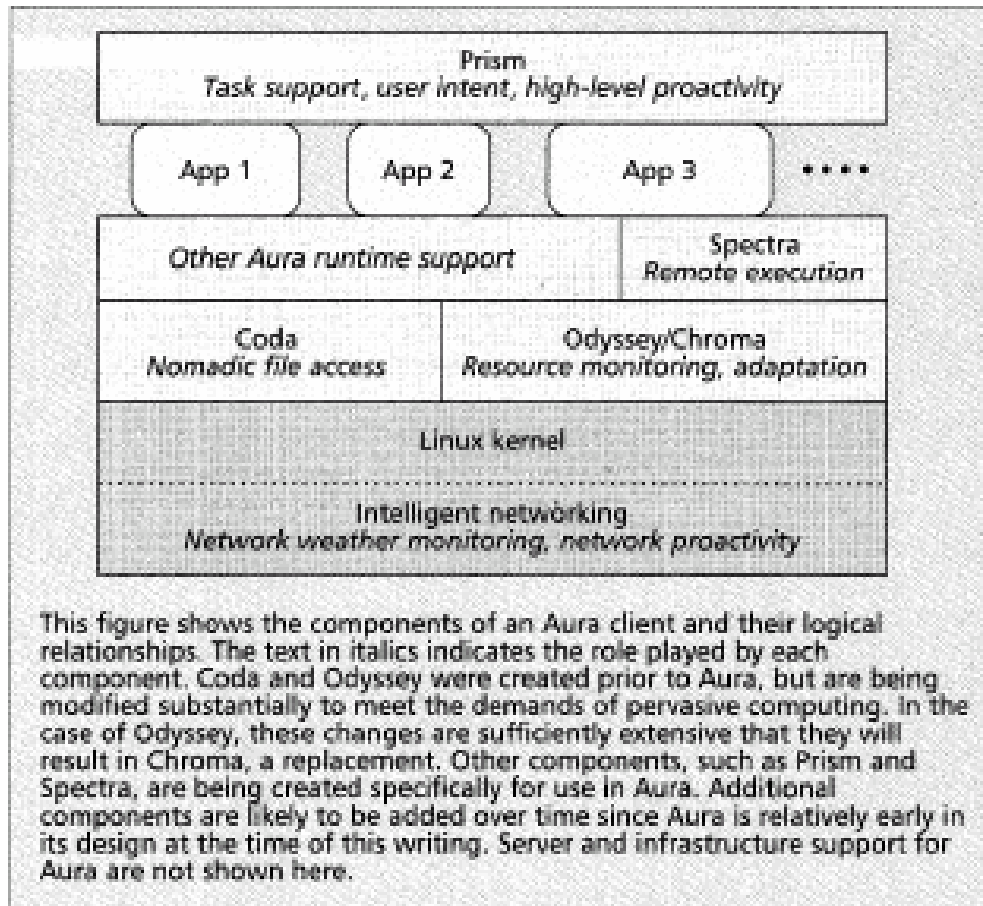 Prism
Task support, user intent, high-level proactivity
App 1
App 2
App 3
••••
Other Aura runtime support
Spectra
Remote execution
Coda
Nomadic file access
Odyssey/Chroma
Resource monitoring, adaptation
Linux kernel
Intelligent networking
Network weather monitoring, network proactivity
This figure shows the components of an Aura client and their logical
relationships. The text in italics indicates the role played by each
component. Coda and Odyssey were created prior to Aura, but are being
modified substantially to meet the demands of pervasive computing. In the
case of Odyssey, these changes are sufficiently extensive that they will
result in Chroma, a replacement. Other components, such as Prism and
Spectra, are being created specifically for use in Aura. Additional
components are likely to be added over time since Aura is relatively early in
its design at the time of this writing. Server and infrastructure support for
Aura are not shown here.